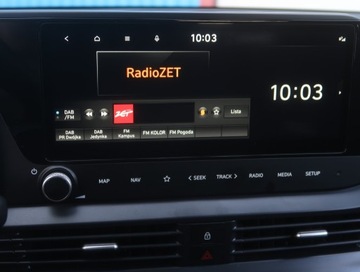 10:03
RadioZET
10:03
DAB
/FM
ZET
Lista
DAB DAB FM FM KOLOR FM Pogoda
PR Dwójka Jedynka Kampus
MAP NAV < SEEK TRACK > RADIO MEDIA SETUP